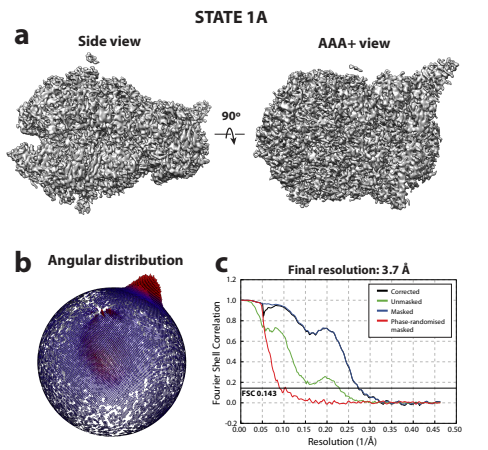 STATE 1A
a
Side view
AAA+ view
90º
b
Angular distribution
c
Final resolution: 3.7 Å
Fourier Shell Correlation
1.2
1.0
0.8
0.6
0.4
0.2
0.0
Corrected
Unmasked
Masked
Phase-randomised
masked
FSC 0.143
0.00 0.05 0.10 0.15 0.20 0.25 0.30 0.35 0.40 0.45 0.50
Resolution (1/Å)